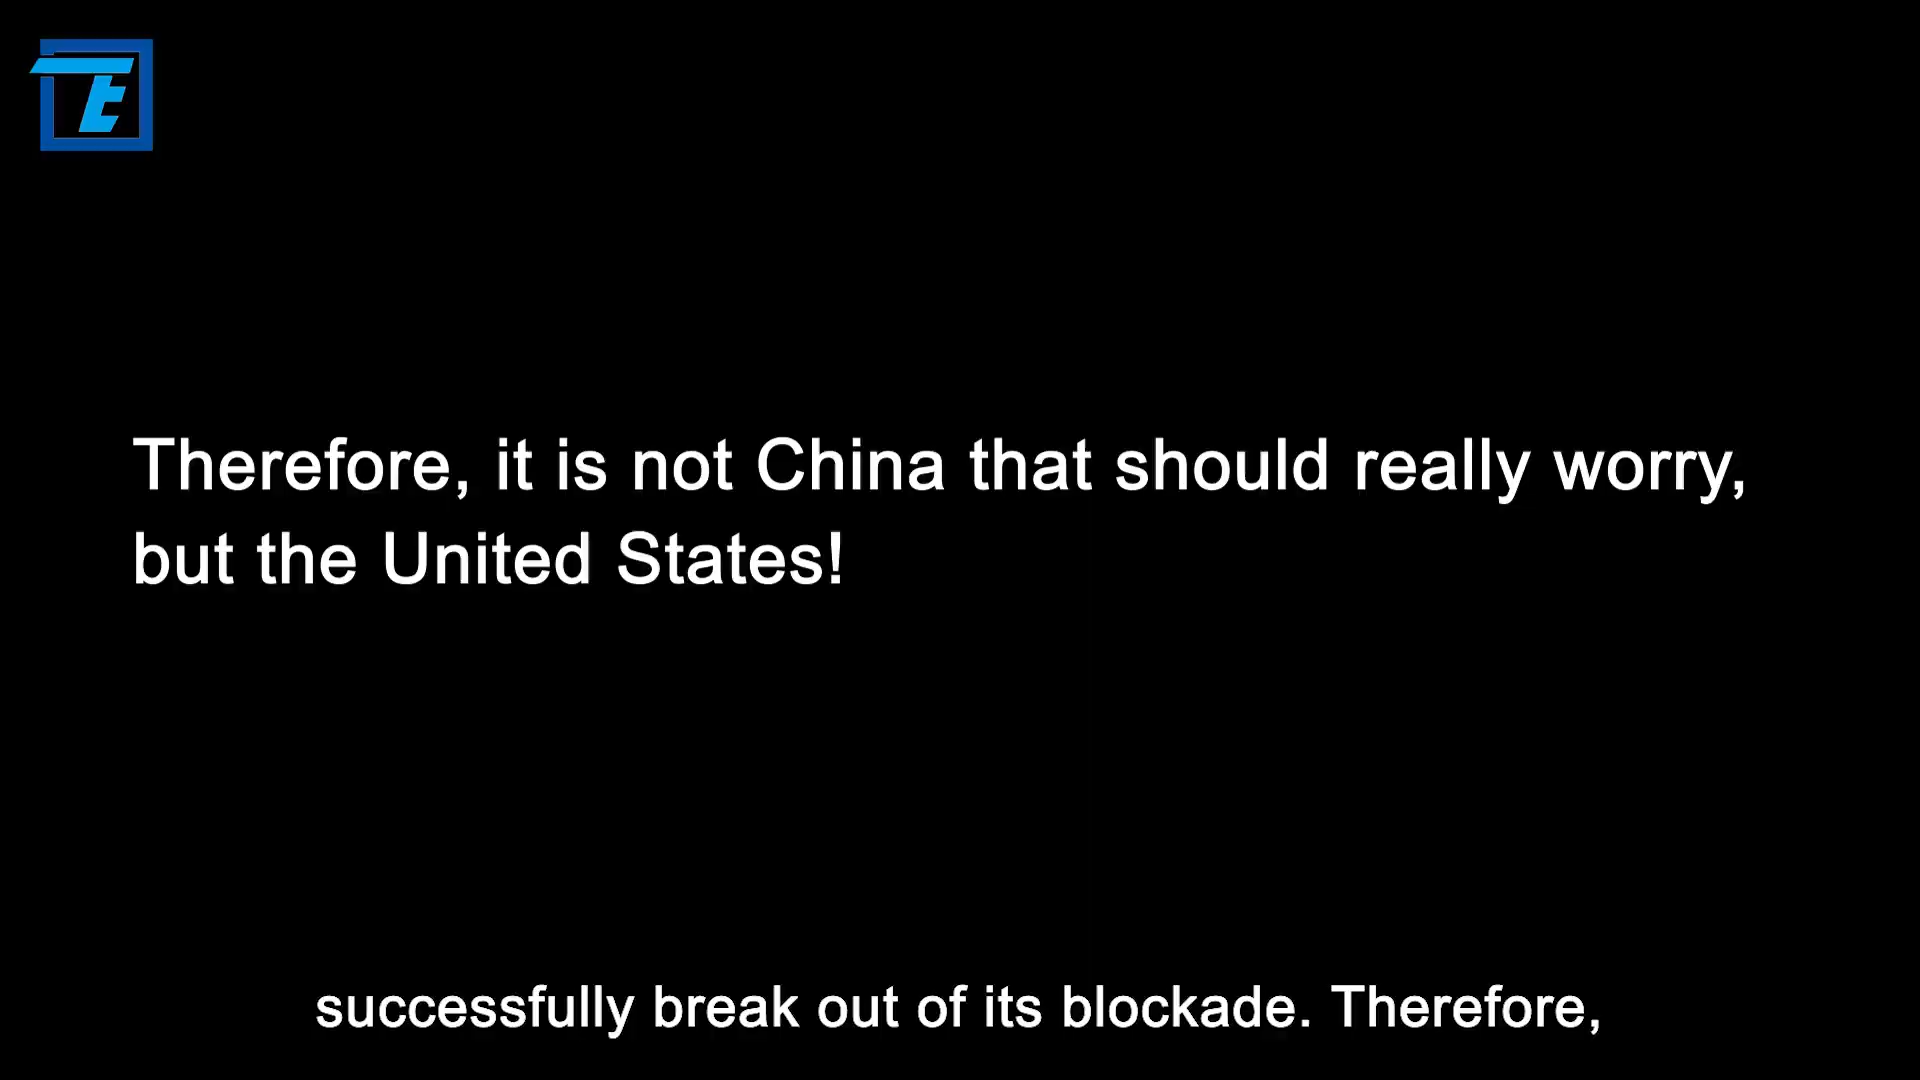 TE
Therefore, it is not China that should really worry,
but the United States!
successfully break out of its blockade. Therefore,